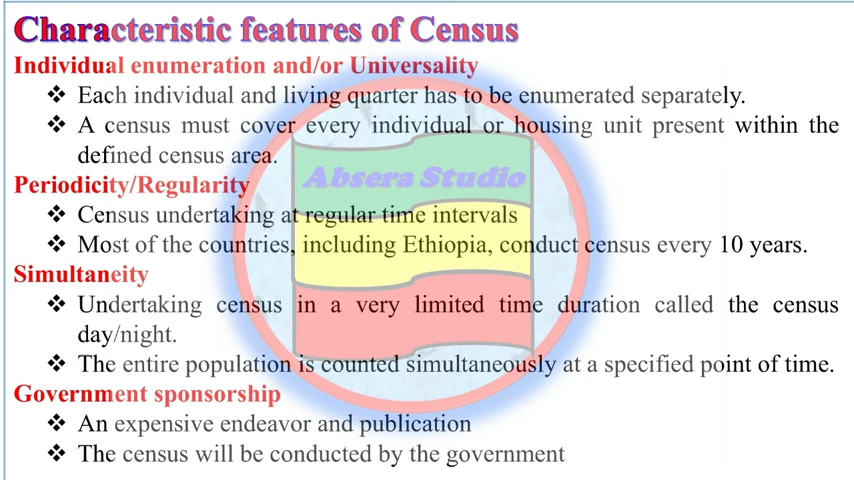 Characteristic features of Census
Individual enumeration and/or Universality
❖ Each individual and living quarter has to be enumerated separately.
❖ A census must cover every individual or housing unit present within the
defined census area.
Absera Studio
Periodicity/Regularity
❖ Census undertaking at regular time intervals
❖ Most of the countries, including Ethiopia, conduct census every 10 years.
Simultaneity
❖ Undertaking census in a very limited time duration called the census
day/night.
❖ The entire population is counted simultaneously at a specified point of time.
Government sponsorship
❖ An expensive endeavor and publication
❖ The census will be conducted by the government